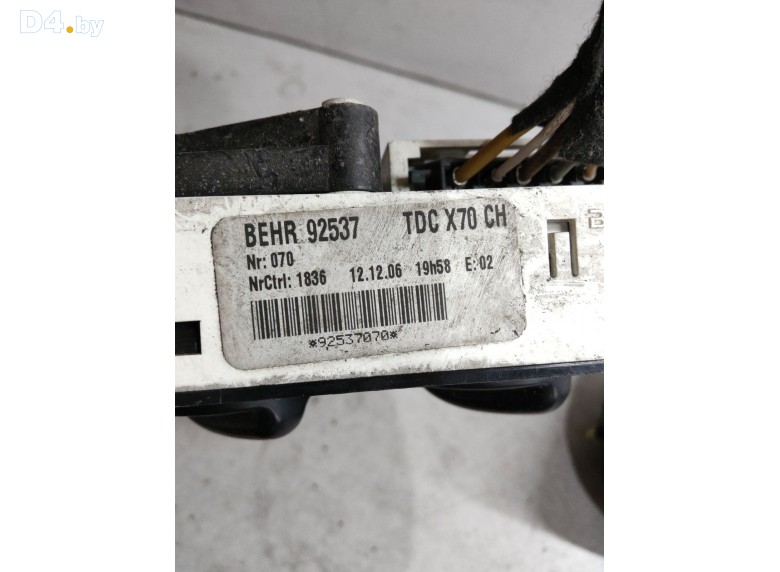 D4.by
BEHR 92537 TDC X70 CH
Nr: 070
NrCtrl: 1836 12.12.06 19h58 E: 02
*92537070*